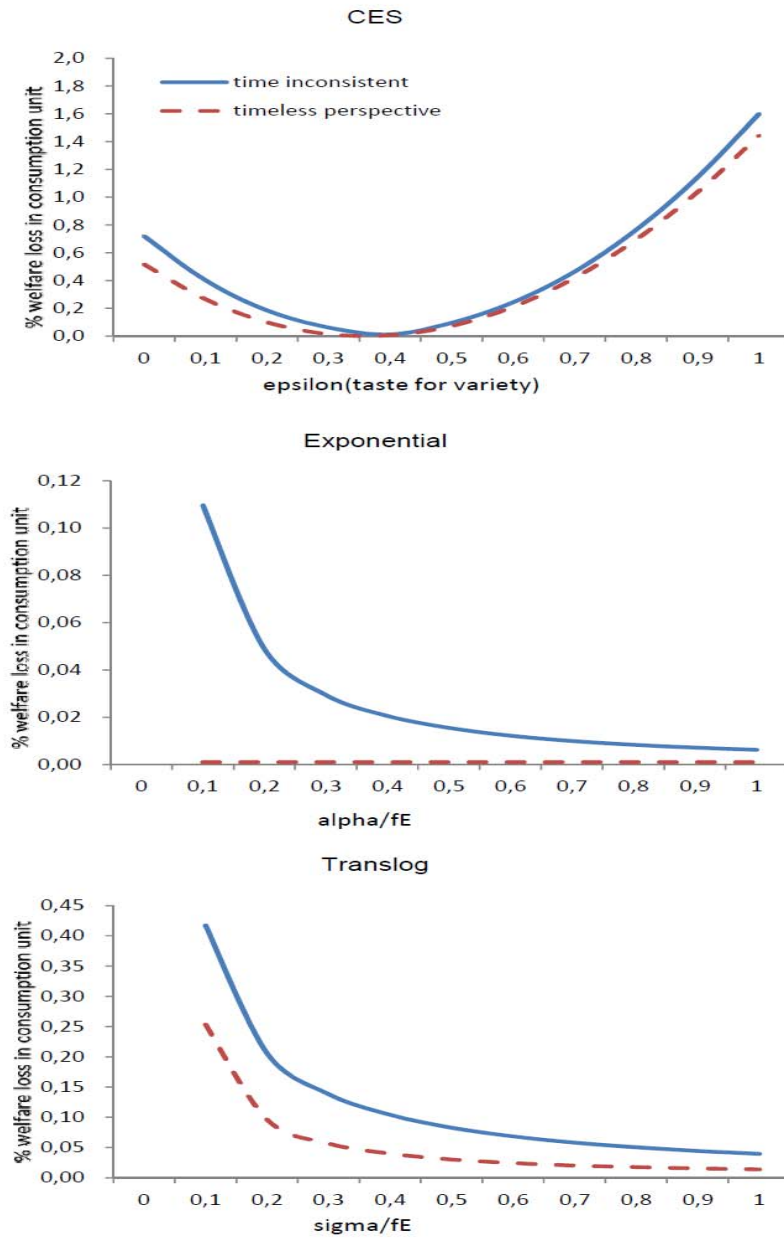 CES
% welfare loss in consumption unit
2,0
1,8
1,6
1,4
1,2
1,0
0,8
0,6
0,4
0,2
0,0
time inconsistent
timeless perspective
0 0,1 0,2 0,3 0,4 0,5 0,6 0,7 0,8 0,9 1
epsilon(taste for variety)
Exponential
% welfare loss in consumption unit
0,12
0,10
0,08
0,06
0,04
0,02
0,00
0 0,1 0,2 0,3 0,4 0,5 0,6 0,7 0,8 0,9 1
alpha/fE
Translog
% welfare loss in consumption unit
0,45
0,40
0,35
0,30
0,25
0,20
0,15
0,10
0,05
0,00
0 0,1 0,2 0,3 0,4 0,5 0,6 0,7 0,8 0,9 1
sigma/fE